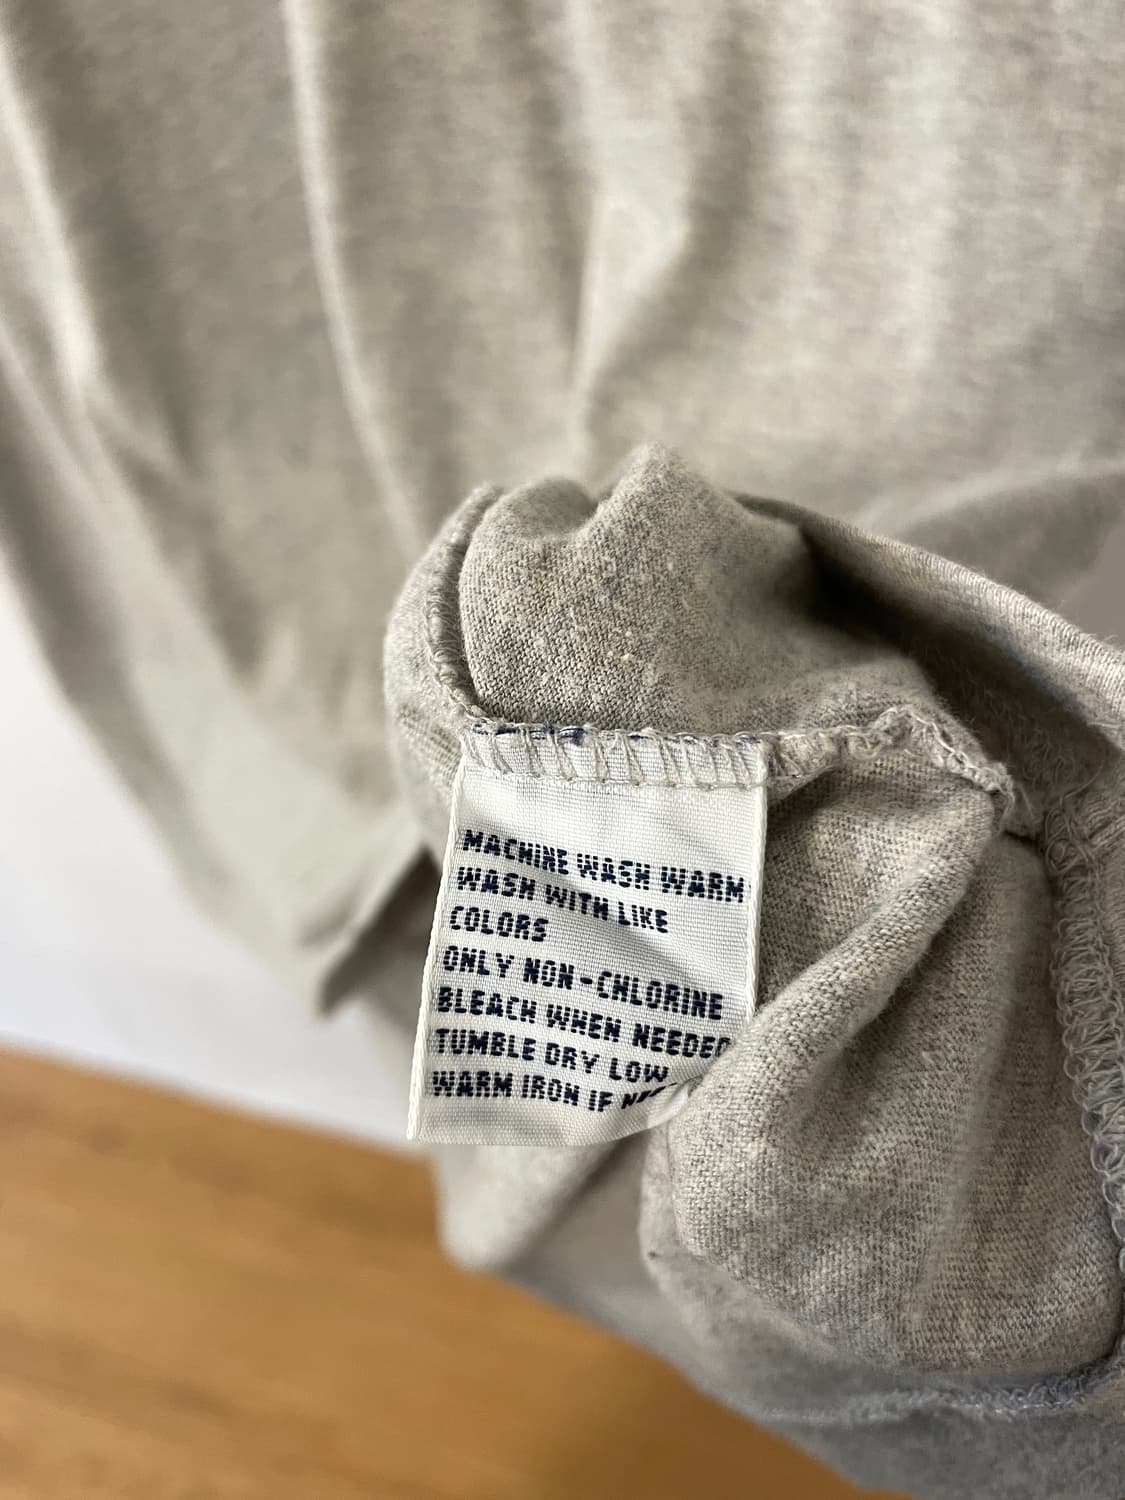 MACHINE WASH WARM
WASH WITH LIKE
COLORS
ONLY NON-CHLORINE
BLEACH WHEN NEEDED
TUMBLE DRY LOW
WARM IRON IF